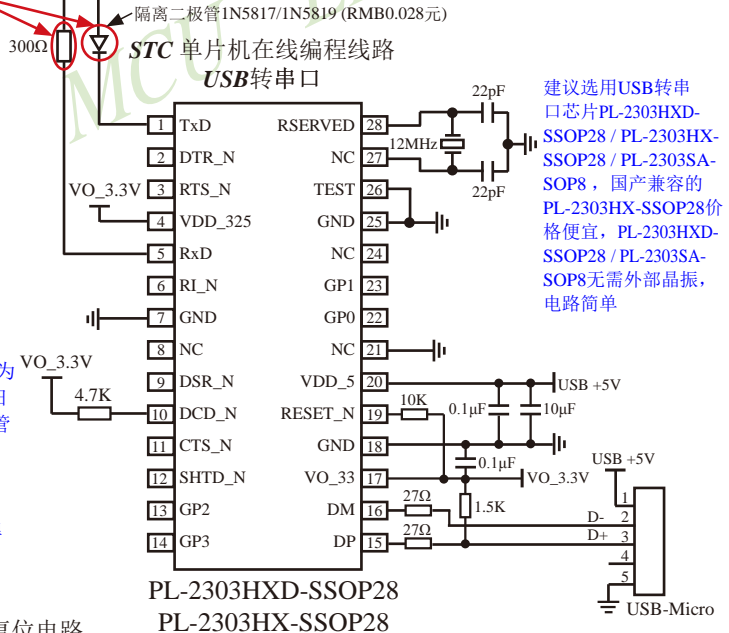 隔离二极管1N5817/1N5819 (RMB0.028元)
300Ω
STC 单片机在线编程线路
USB转串口
MCU
22pF
12MHz
22pF
建议选用USB转串
口芯片PL-2303HXD-
SSOP28 / PL-2303HX-
SSOP28 / PL-2303SA-
SOP8 ，国产兼容的
PL-2303HX-SSOP28价
格便宜，PL-2303HXD-
SSOP28 / PL-2303SA-
SOP8无需外部晶振，
电路简单
1 TxD RSERVED 28
2 DTR_N NC 27
VO_3.3V
3 RTS_N TEST 26
4 VDD_325 GND 25
5 RxD NC 24
6 RI_N GP1 23
7 GND GP0 22
8 NC NC 21
为
VO_3.3V
9 DSR_N VDD_5 20
USB +5V
管
4.7K
10 DCD_N RESET_N 19
10K
0.1μF
10μF
11 CTS_N GND 18
0.1μF
12 SHTD_N VO_33 17
VO_3.3V
USB +5V
13 GP2 DM 16
27Ω
1.5K
14 GP3 DP 15
27Ω
D-
D+
1
2
3
4
5
USB-Micro
PL-2303HXD-SSOP28
PL-2303HX-SSOP28
复位电路